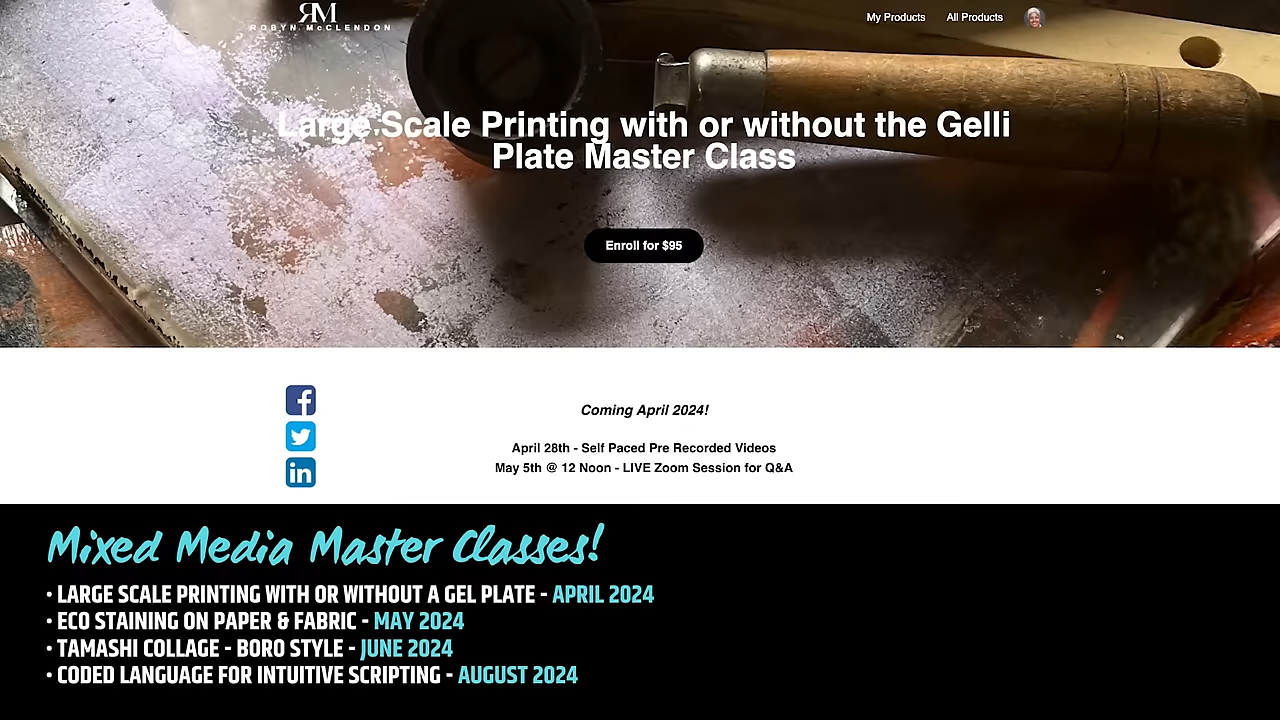 RM
ROBYN McCLENDON
My Products
All Products
Large Scale Printing with or without the Gelli
Plate Master Class
Enroll for $95
Coming April 2024!
April 28th - Self Paced Pre Recorded Videos
May 5th @ 12 Noon - LIVE Zoom Session for Q&A
Mixed Media Master Classes!
• LARGE SCALE PRINTING WITH OR WITHOUT A GEL PLATE - APRIL 2024
• ECO STAINING ON PAPER & FABRIC - MAY 2024
• TAMASHI COLLAGE - BORO STYLE - JUNE 2024
• CODED LANGUAGE FOR INTUITIVE SCRIPTING - AUGUST 2024